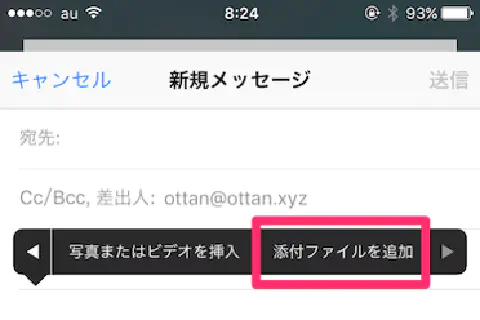 au 8:24 93%
キャンセル 新規メッセージ 送信
宛先:
Cc/Bcc, 差出人: ottan@ottan.xyz
写真またはビデオを挿入 添付ファイルを追加